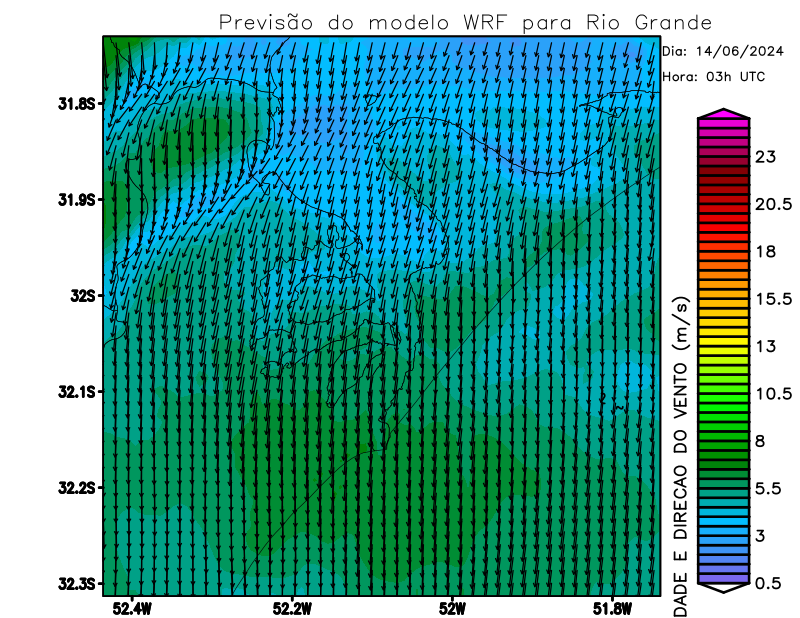 Previsão do modelo WRF para Rio Grande
Dia: 14/06/2024
Hora: 03h UTC
31.8S
31.9S
32S
32.1S
32.2S
32.3S
52.4W
52.2W
52W
51.8W
DADE E DIRECAO DO VENTO (m/s)
23
20.5
18
15.5
13
10.5
8
5.5
3
0.5